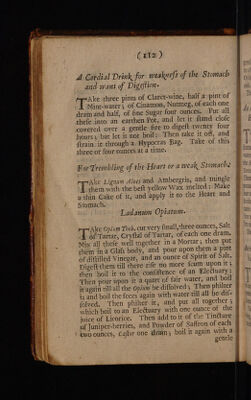 (112)
A Cordial Drink for weakness of the Stomach
and want of Digestion.
TAke three pints of Claret-wine, half a pint of
Mint-water; of Cinamon, Nutmeg, of each one
dram and half, of fine Sugar four ounces. Put all
these into an earthen Pot, and let it stand close
covered over a gentle fire to digest twenty four
hours; but let it not boil: Then take it off, and
strain it through a Hypocras Bag. Take of this
three or four ounces at a time.
For Trembling of the Heart or a weak Stomach.
TAke Lignum Aloes and Ambergris, and mingle
them with the best yellow Wax melted: Make
a thin Cake of it, and apply it to the Heart and
Stomach.
Ladanum Opiatum.
TAke Opium Theb. cut very small, three ounces, Salt
of Tartar, Crystal of Tartar, of each one dram.
Mix all these well together in a Mortar; then put
them in a Glass body, and pour upon them a pint
of distilled Vinegar, and an ounce of Spirit of Salt.
Digest them till there rise no more scum upon it;
then boil it to the consistence of an Electuary:
Then pour upon it a quart of fair water, and boil
it again till all the Opium be dissolved; Then philter
it and boil the feces again with water till all be dis-
solved. Then philter it, and put all together;
which boil to an Electuary with one ounce of the
juice of Licorice. Then add to it of the Tincture
of Juniper-berries, and Powder of Saffron of each
two ounces, Castor one dram; boil it again with a
gentle